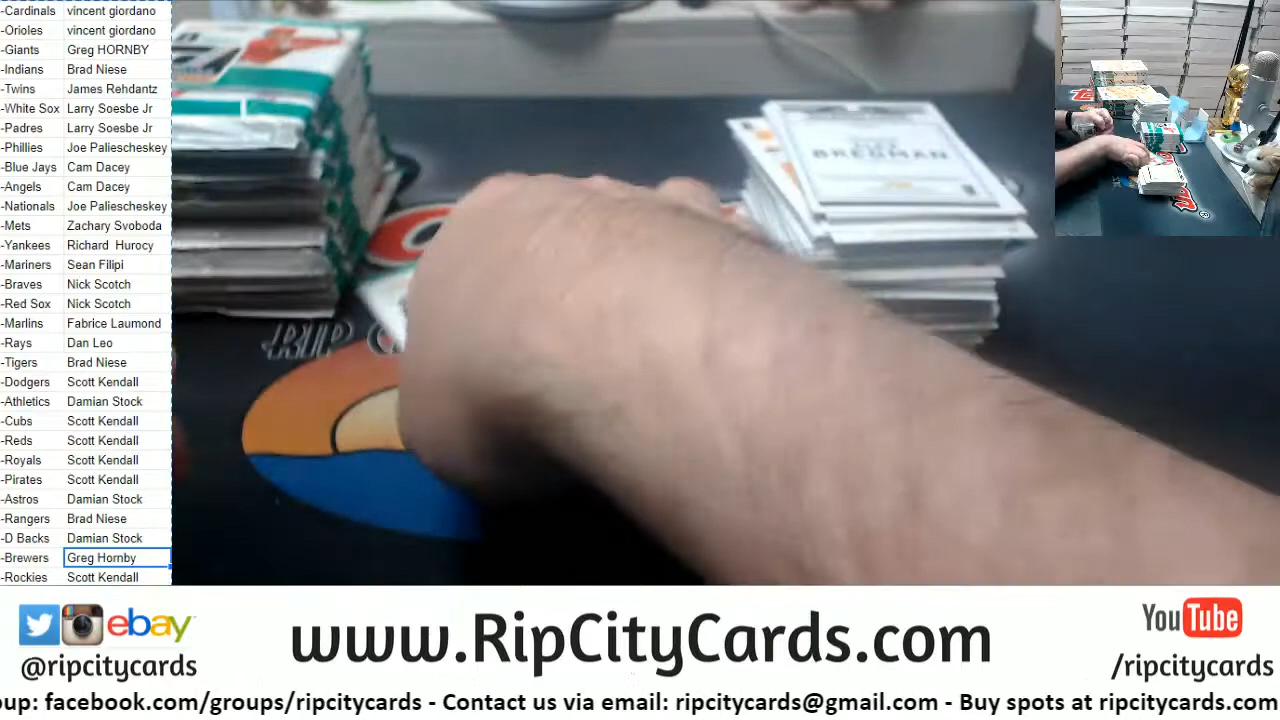 -Cardinals vincent giordano
-Orioles vincent giordano
-Giants Greg HORNBY
-Indians Brad Niese
-Twins James Rehdantz
-White Sox Larry Soesbe Jr
-Padres Larry Soesbe Jr
-Phillies Joe Paliescheskey
-Blue Jays Cam Dacey
-Angels Cam Dacey
-Nationals Joe Paliescheskey
-Mets Zachary Svoboda
-Yankees Richard Hurocy
-Mariners Sean Filipi
-Braves Nick Scotch
-Red Sox Nick Scotch
-Marlins Fabrice Laumond
-Rays Dan Leo
-Tigers Brad Niese
-Dodgers Scott Kendall
-Athletics Damian Stock
-Cubs Scott Kendall
-Reds Scott Kendall
-Royals Scott Kendall
-Pirates Scott Kendall
-Astros Damian Stock
-Rangers Brad Niese
-D Backs Damian Stock
-Brewers Greg Hornby
-Rockies Scott Kendall
BREGMAN
RIP
ebay
@ripcitycards
www.RipCityCards.com
YouTube
/ripcitycards
oup: facebook.com/groups/ripcitycards - Contact us via email: ripcitycards@gmail.com - Buy spots at ripcitycards.com